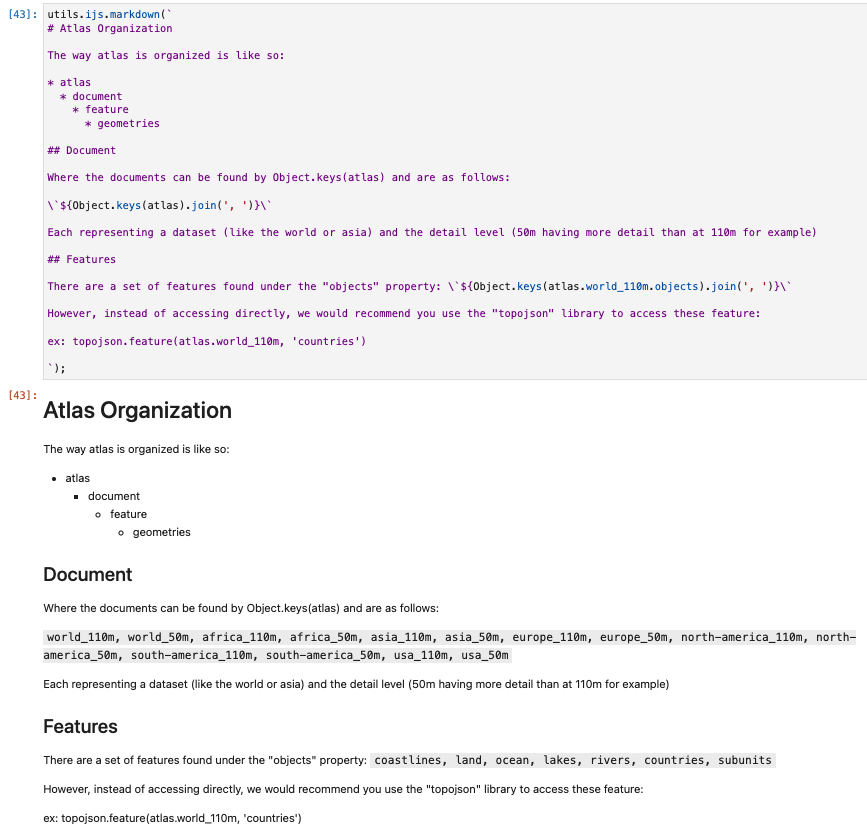 [43]: utils.ijs.markdown(`
# Atlas Organization
The way atlas is organized is like so:
* atlas
  * document
    * feature
      * geometries
## Document
Where the documents can be found by Object.keys(atlas) and are as follows:
\`${Object.keys(atlas).join(', ')}\`
Each representing a dataset (like the world or asia) and the detail level (50m having more detail than at 110m for example)
## Features
There are a set of features found under the "objects" property: \`${Object.keys(atlas.world_110m.objects).join(', ')}\`
However, instead of accessing directly, we would recommend you use the "topojson" library to access these feature:
ex: topojson.feature(atlas.world_110m, 'countries')
`);
[43]:
Atlas Organization
The way atlas is organized is like so:
• atlas
▪ document
◦ feature
◦ geometries
Document
Where the documents can be found by Object.keys(atlas) and are as follows:
world_110m, world_50m, africa_110m, africa_50m, asia_110m, asia_50m, europe_110m, europe_50m, north-america_110m, north-
america_50m, south-america_110m, south-america_50m, usa_110m, usa_50m
Each representing a dataset (like the world or asia) and the detail level (50m having more detail than at 110m for example)
Features
There are a set of features found under the "objects" property: coastlines, land, ocean, lakes, rivers, countries, subunits
However, instead of accessing directly, we would recommend you use the "topojson" library to access these feature:
ex: topojson.feature(atlas.world_110m, 'countries')